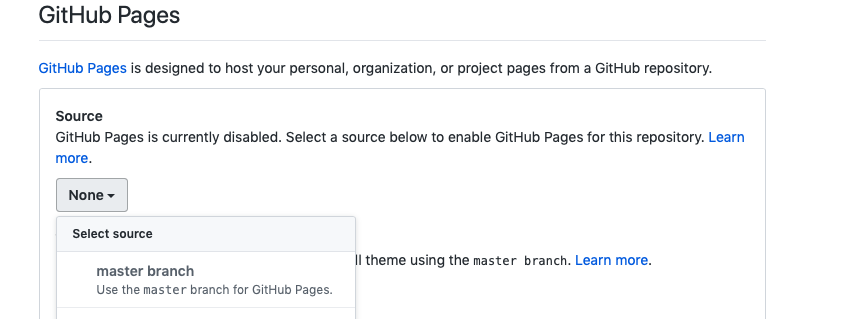 GitHub Pages
GitHub Pages is designed to host your personal, organization, or project pages from a GitHub repository.
Source
GitHub Pages is currently disabled. Select a source below to enable GitHub Pages for this repository. Learn
more.
None
Select source
theme using the master branch. Learn more.
master branch
Use the master branch for GitHub Pages.